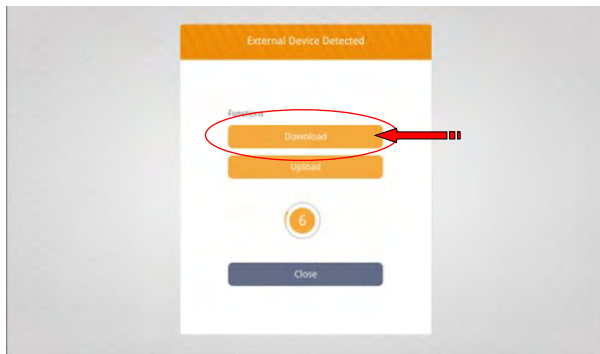 External Device Detected
Functions
Download
Upload
6
Close